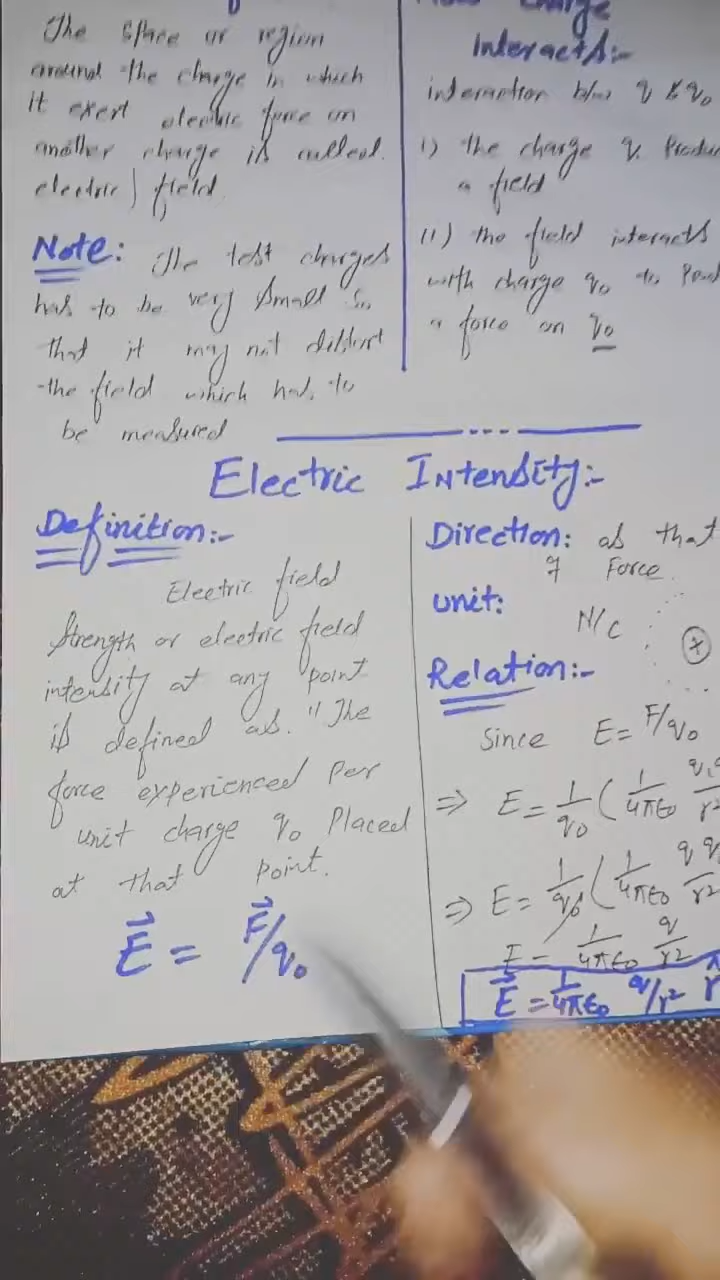 The space or region
around the charge in which
it exert electric force on
another charge is called
electric field.
Note: The test charges
has to be very small so
that it may not distort
the field which has to
be measured
Charge
Interacts:-
interaction b/w q & q₀
i) the charge q
a field
ii) the field interacts
with charge q₀ to
a force on q₀
Electric Intensity:-
Definition:-
Electric field
strength or electric field
intensity at any point
is defined as. "The
force experienced per
unit charge q₀ placed
at that point.
E⃗ = F⃗/q₀
Direction: as that
of Force.
Unit:
N/C
+
Relation:-
Since E = F/q₀
⇒ E = 1/q₀ ( 1/4πε₀
⇒ E = 1/q₀ ( 1/4πε₀ qq₀/r²
E = 1/4πε₀ q/r²
E⃗ = 1/4πε₀ q/r² r̂